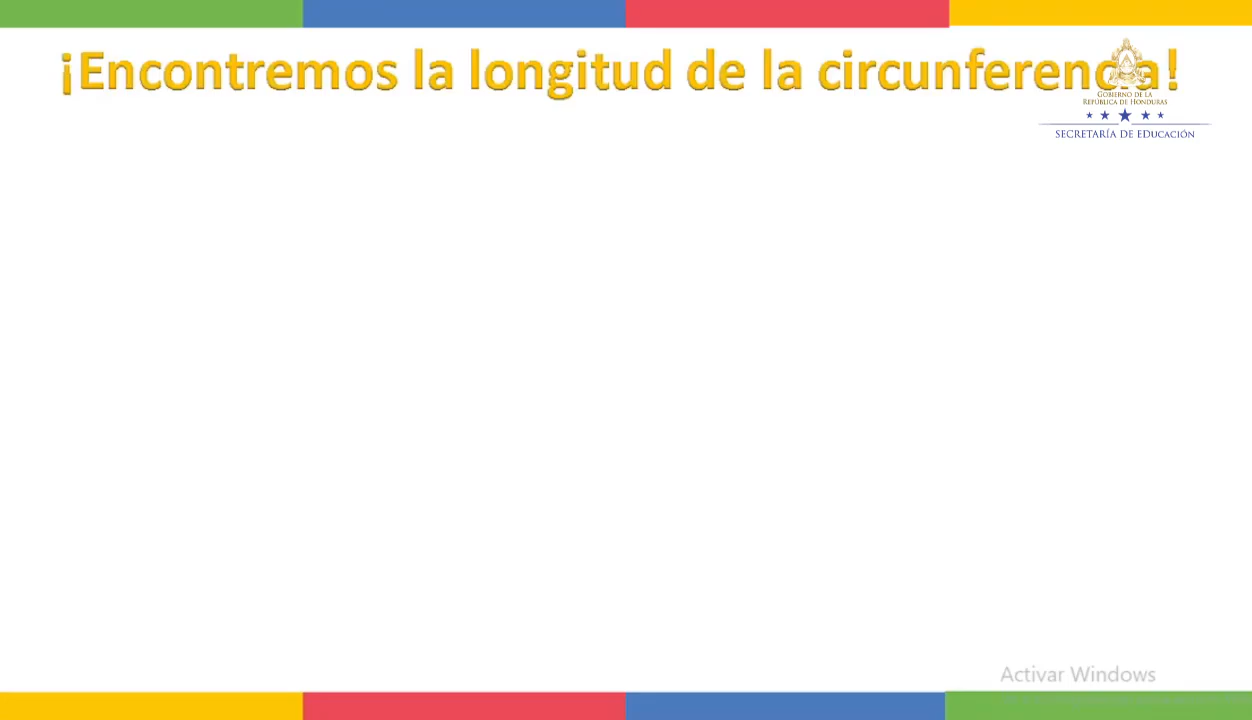 ¡Encontremos la longitud de la circunferencia!
GOBIERNO DE LA
REPÚBLICA DE HONDURAS
SECRETARÍA DE EDUCACIÓN
Activar Windows